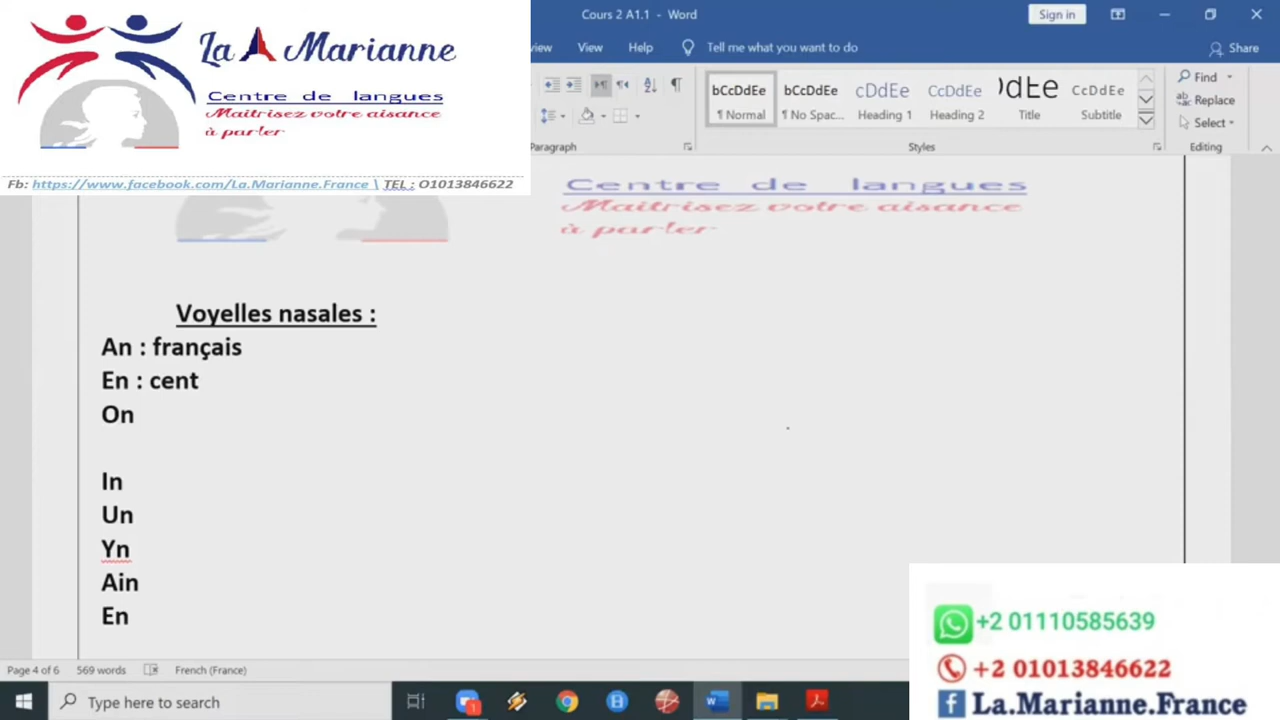 Cours 2 A1.1 - Word
Sign in
La Marianne
Centre de langues
Maitrisez votre aisance
à parler
Fb: https://www.facebook.com/La.Marianne.France \ TEL : O1013846622
view View Help Tell me what you want to do
Share
bCcDdEe bCcDdEe cDdEe CcDdEe )dtEe CcDdEe
¶ Normal ¶ No Spac... Heading 1 Heading 2 Title Subtitle
Find
Replace
Select
Paragraph Styles Editing
Centre de langues
Maitrisez votre aisance
à parler
Voyelles nasales :
An : français
En : cent
On
In
Un
Yn
Ain
En
Page 4 of 6 569 words French (France)
Type here to search
+2 01110585639
+2 01013846622
La.Marianne.France